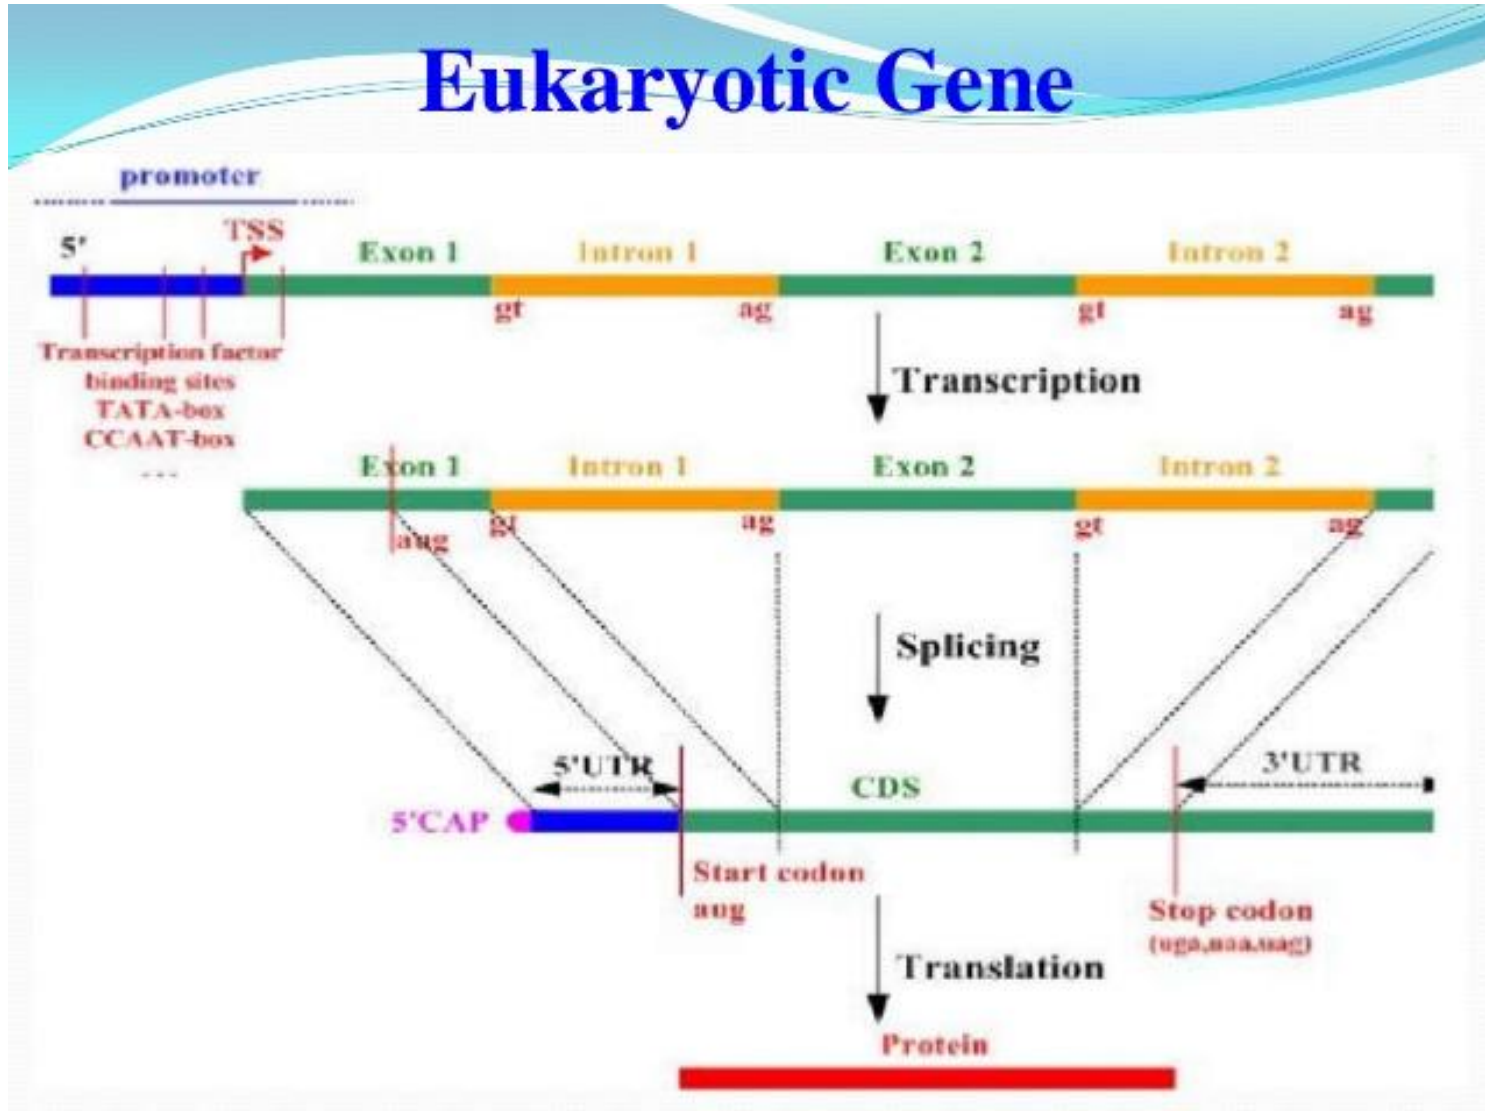 Eukaryotic Gene
promoter
5'
TSS
Exon 1
Intron 1
Exon 2
Intron 2
gt
ag
gt
ag
Transcription factor
binding sites
TATA-box
CCAAT-box
...
Transcription
Exon 1
Intron 1
Exon 2
Intron 2
aug
gt
ag
gt
ag
Splicing
5'UTR
CDS
3'UTR
5'CAP
Start codon
aug
Stop codon
(uga,uaa,uag)
Translation
Protein